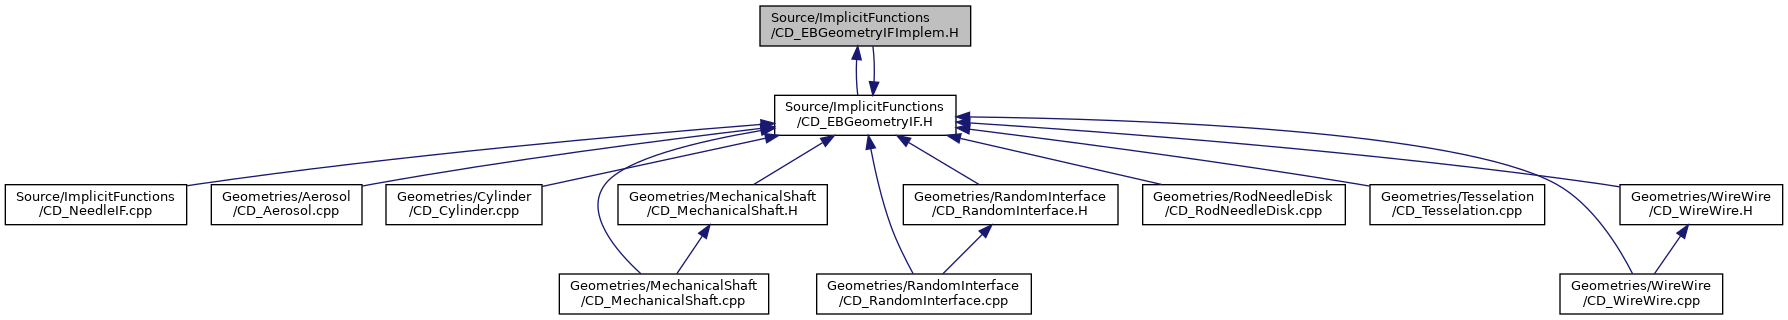 Source/ImplicitFunctions
/CD_EBGeometryIFImplem.H
Source/ImplicitFunctions
/CD_EBGeometryIF.H
Source/ImplicitFunctions
/CD_NeedleIF.cpp
Geometries/Aerosol
/CD_Aerosol.cpp
Geometries/Cylinder
/CD_Cylinder.cpp
Geometries/MechanicalShaft
/CD_MechanicalShaft.H
Geometries/RandomInterface
/CD_RandomInterface.H
Geometries/RodNeedleDisk
/CD_RodNeedleDisk.cpp
Geometries/Tesselation
/CD_Tesselation.cpp
Geometries/WireWire
/CD_WireWire.H
Geometries/MechanicalShaft
/CD_MechanicalShaft.cpp
Geometries/RandomInterface
/CD_RandomInterface.cpp
Geometries/WireWire
/CD_WireWire.cpp